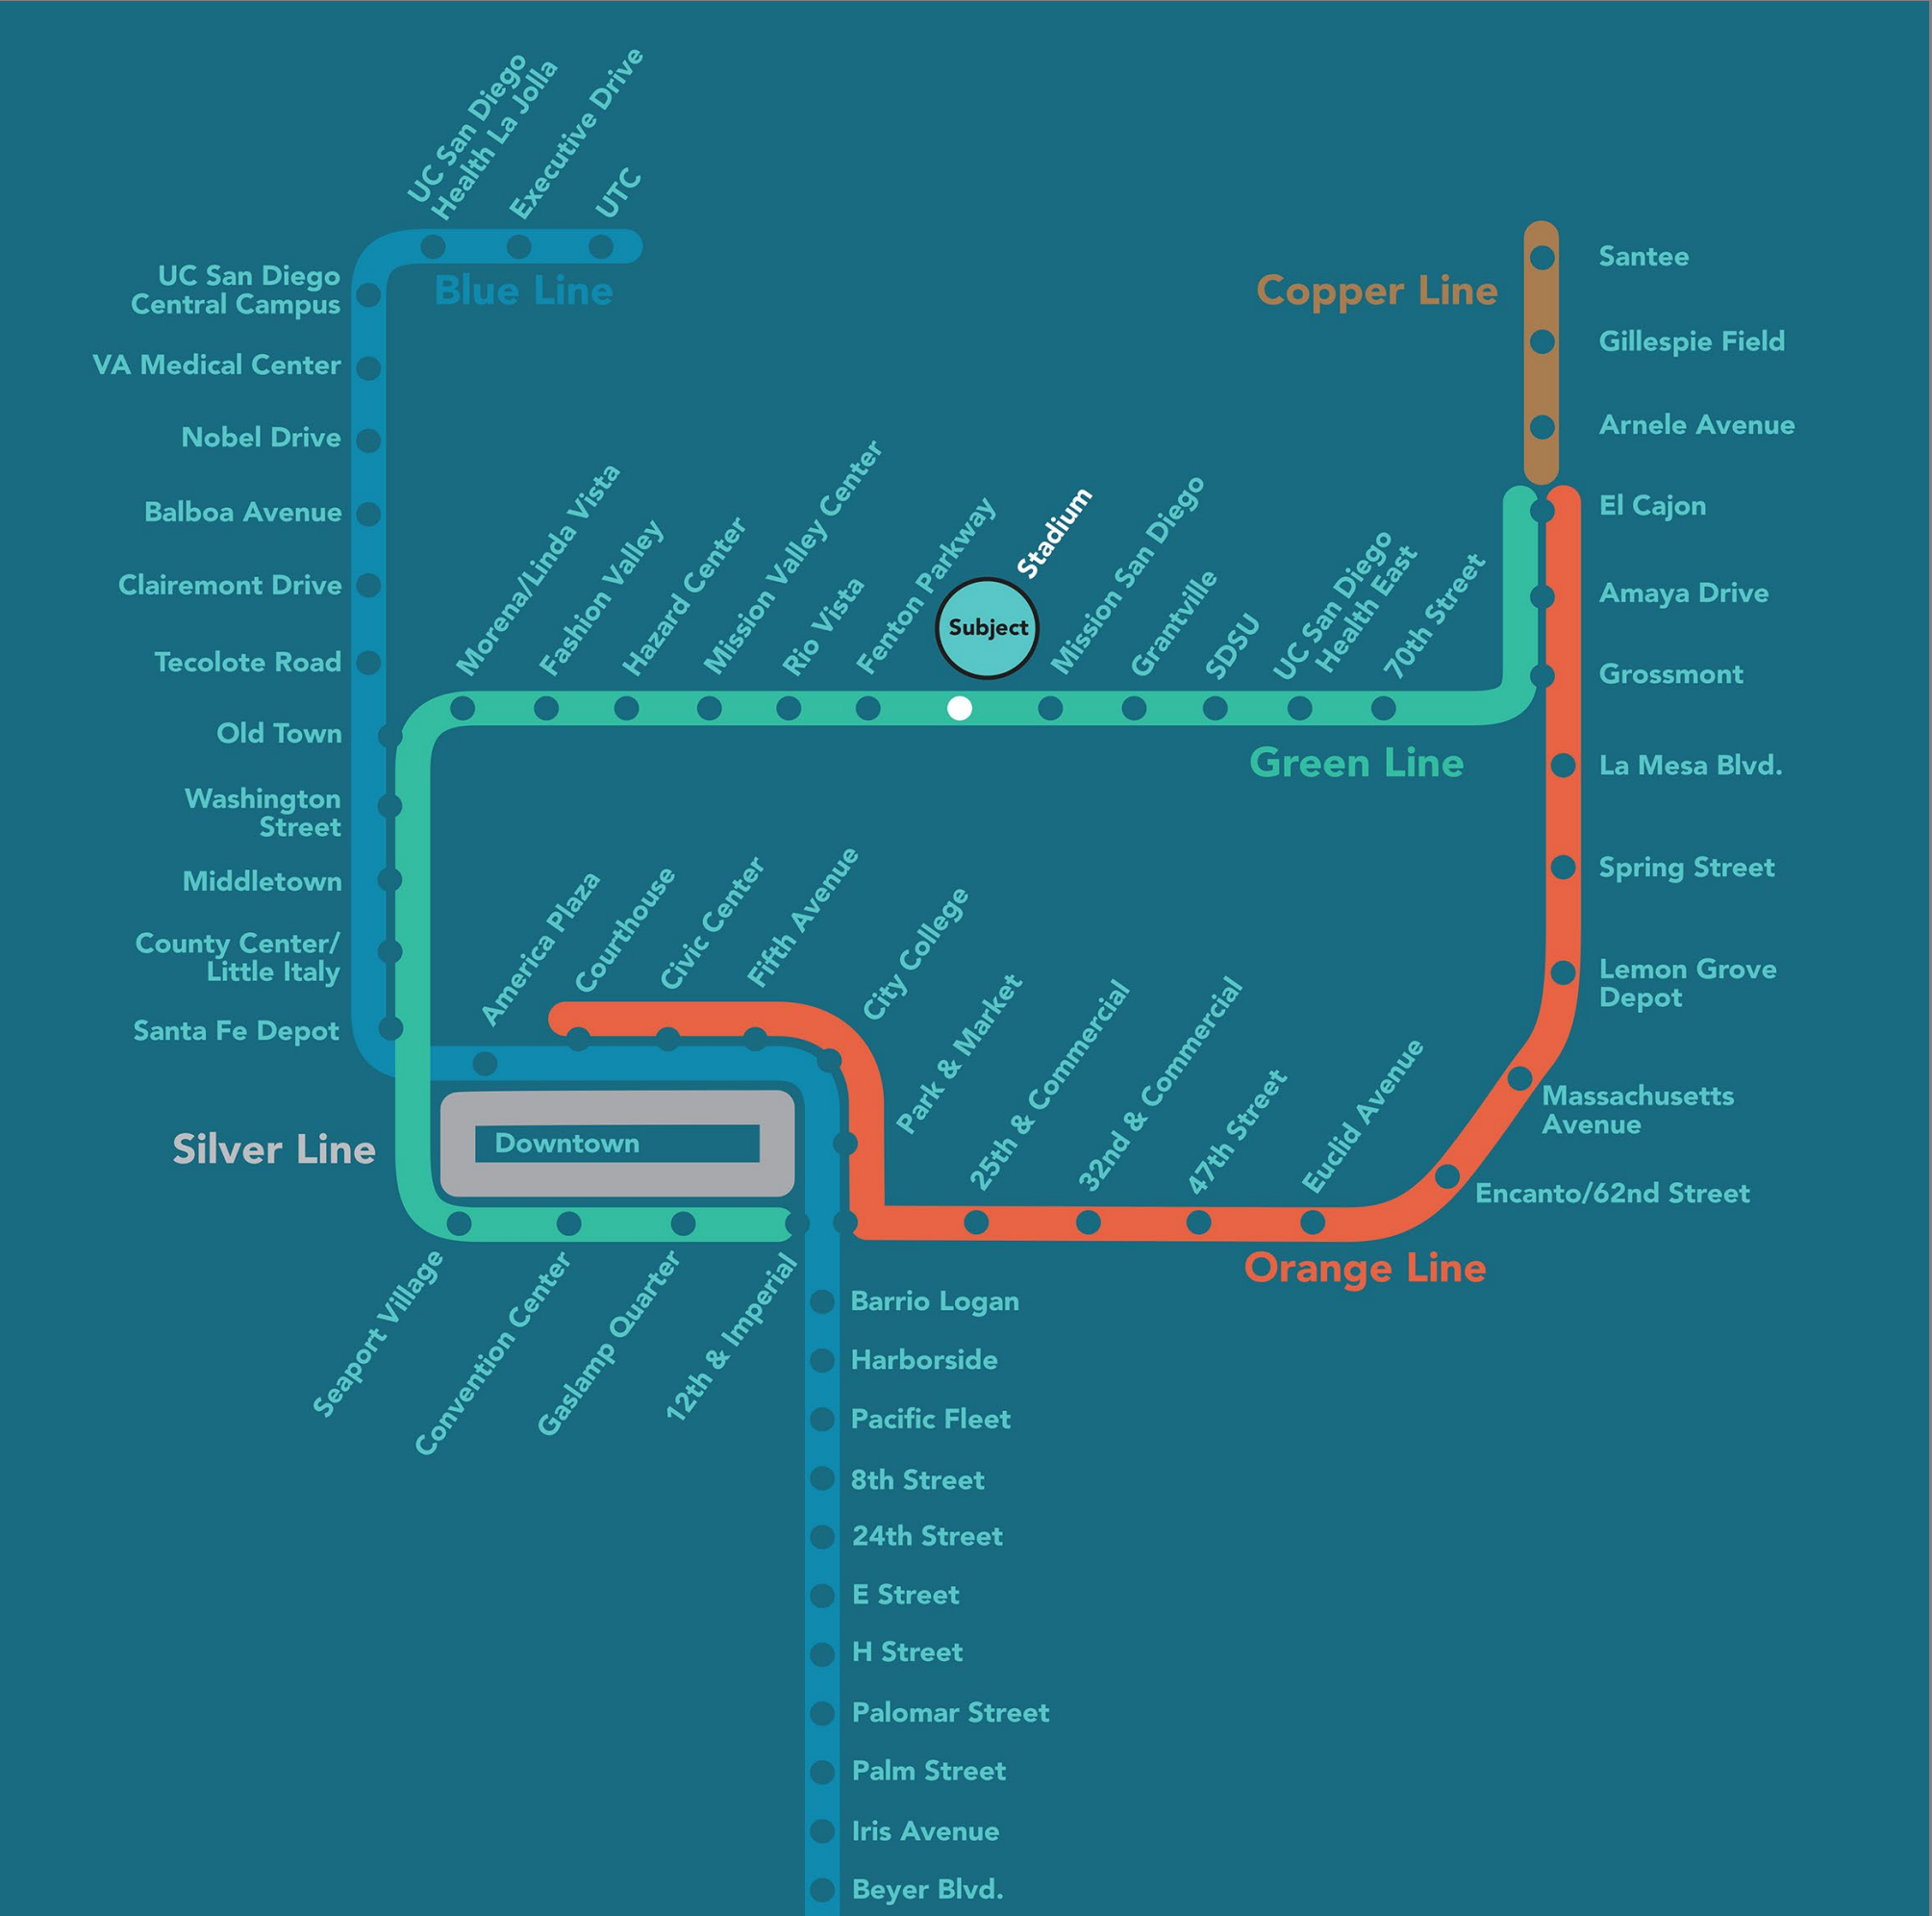 UC San Diego
Health La Jolla
Executive Drive
UTC
Blue Line
UC San Diego
Central Campus
VA Medical Center
Nobel Drive
Balboa Avenue
Clairemont Drive
Tecolote Road
Old Town
Washington
Street
Middletown
County Center/
Little Italy
Santa Fe Depot
Copper Line
Santee
Gillespie Field
Arnele Avenue
El Cajon
Amaya Drive
Grossmont
La Mesa Blvd.
Spring Street
Lemon Grove
Depot
Massachusetts
Avenue
Encanto/62nd Street
Morena/Linda Vista
Fashion Valley
Hazard Center
Mission Valley Center
Rio Vista
Fenton Parkway
Stadium
Subject
Mission San Diego
Grantville
SDSU
UC San Diego
Health East
70th Street
Green Line
America Plaza
Courthouse
Civic Center
Fifth Avenue
City College
Park & Market
25th & Commercial
32nd & Commercial
47th Street
Euclid Avenue
Orange Line
Silver Line
Downtown
Seaport Village
Convention Center
Gaslamp Quarter
12th & Imperial
Barrio Logan
Harborside
Pacific Fleet
8th Street
24th Street
E Street
H Street
Palomar Street
Palm Street
Iris Avenue
Beyer Blvd.